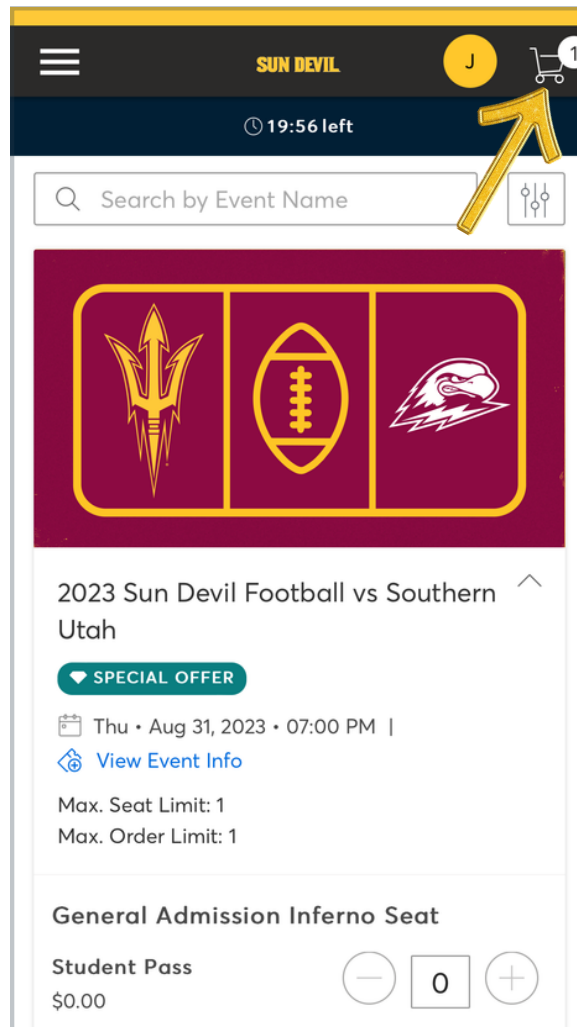 SUN DEVIL
J
1
19:56 left
Search by Event Name
2023 Sun Devil Football vs Southern
Utah
SPECIAL OFFER
Thu • Aug 31, 2023 • 07:00 PM |
View Event Info
Max. Seat Limit: 1
Max. Order Limit: 1
General Admission Inferno Seat
Student Pass
$0.00
0